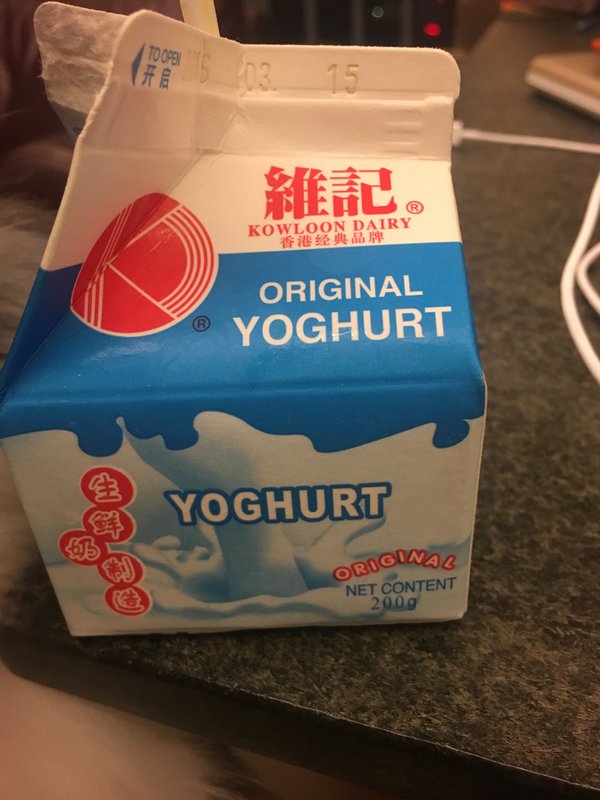 TO OPEN
开启
03. 15
維記®
KOWLOON DAIRY
香港经典品牌
®
ORIGINAL
YOGHURT
YOGHURT
生鲜奶制造
ORIGINAL
NET CONTENT
200g